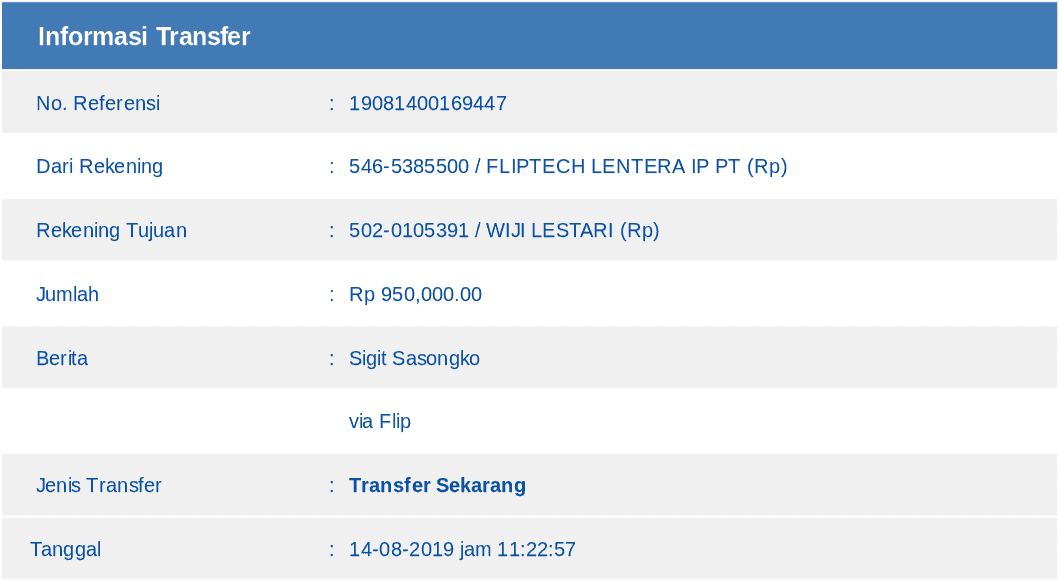 Informasi Transfer
No. Referensi : 19081400169447
Dari Rekening : 546-5385500 / FLIPTECH LENTERA IP PT (Rp)
Rekening Tujuan : 502-0105391 / WIJI LESTARI (Rp)
Jumlah : Rp 950,000.00
Berita : Sigit Sasongko
via Flip
Jenis Transfer : Transfer Sekarang
Tanggal : 14-08-2019 jam 11:22:57